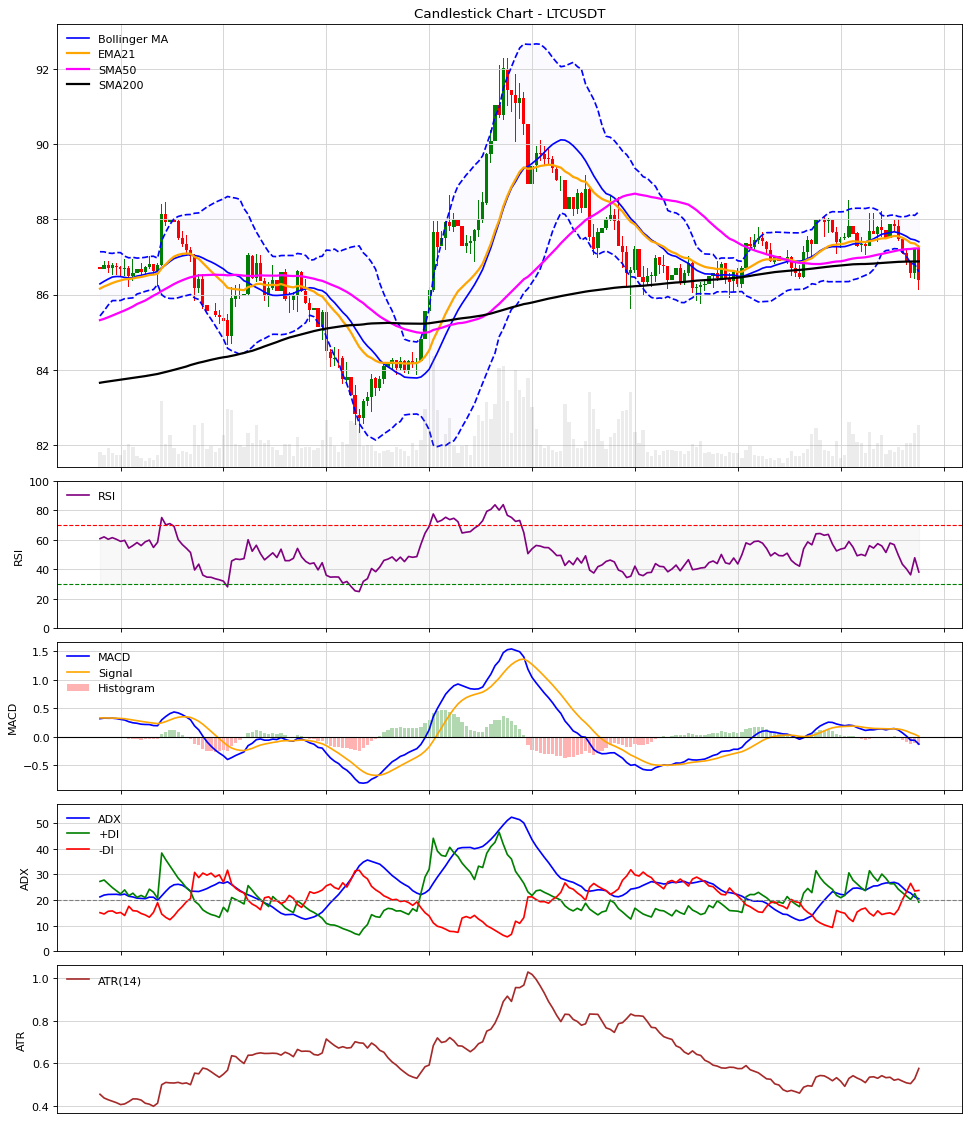 Candlestick Chart - LTCUSDT
Bollinger MA
EMA21
SMA50
SMA200
92
90
88
86
84
82
RSI
RSI
100
80
60
40
20
0
MACD
Signal
Histogram
MACD
1.5
1.0
0.5
0.0
−0.5
ADX
+DI
-DI
ADX
50
40
30
20
10
0
ATR(14)
ATR
1.0
0.8
0.6
0.4